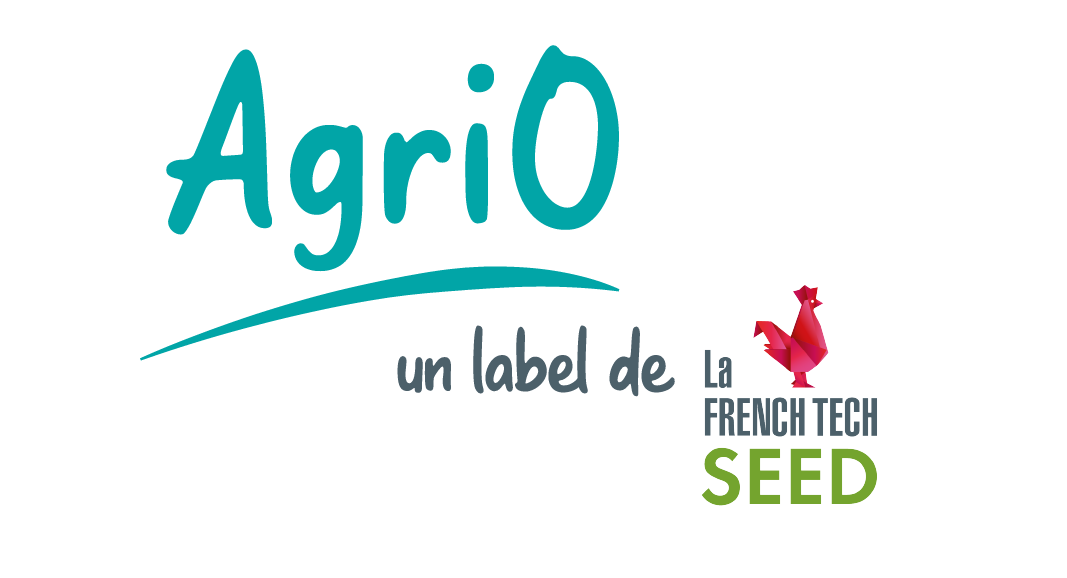 AgriO
un label de
La
FRENCH TECH
SEED